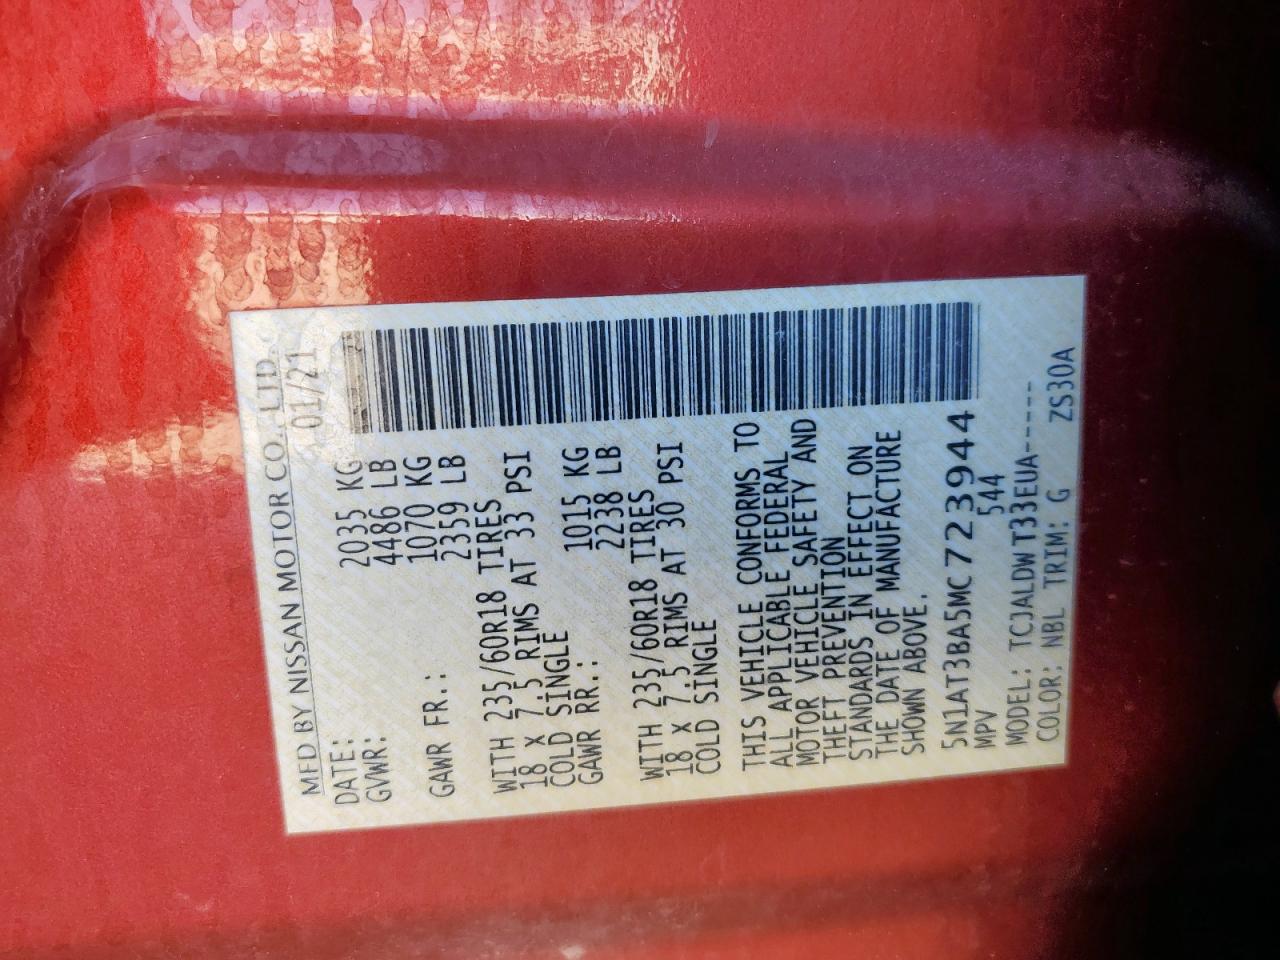 MFD BY NISSAN MOTOR CO. LTD.
DATE: 01/21
GVWR: 2035 KG
4486 LB
GAWR FR.: 1070 KG
2359 LB
WITH 235/60R18 TIRES
18 X 7.5 RIMS AT 33 PSI
COLD SINGLE
GAWR RR.: 1015 KG
2238 LB
WITH 235/60R18 TIRES
18 X 7.5 RIMS AT 30 PSI
COLD SINGLE
THIS VEHICLE CONFORMS TO
ALL APPLICABLE FEDERAL
MOTOR VEHICLE SAFETY AND
THEFT PREVENTION
STANDARDS IN EFFECT ON
THE DATE OF MANUFACTURE
SHOWN ABOVE.
5N1AT3BA5MC723944
MPV 544
MODEL: TCJALDWT33EUA-----
COLOR: NBL TRIM: G ZS30A